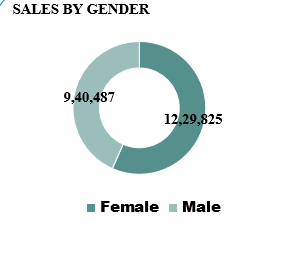 SALES BY GENDER
9,40,487
12,29,825
Female Male